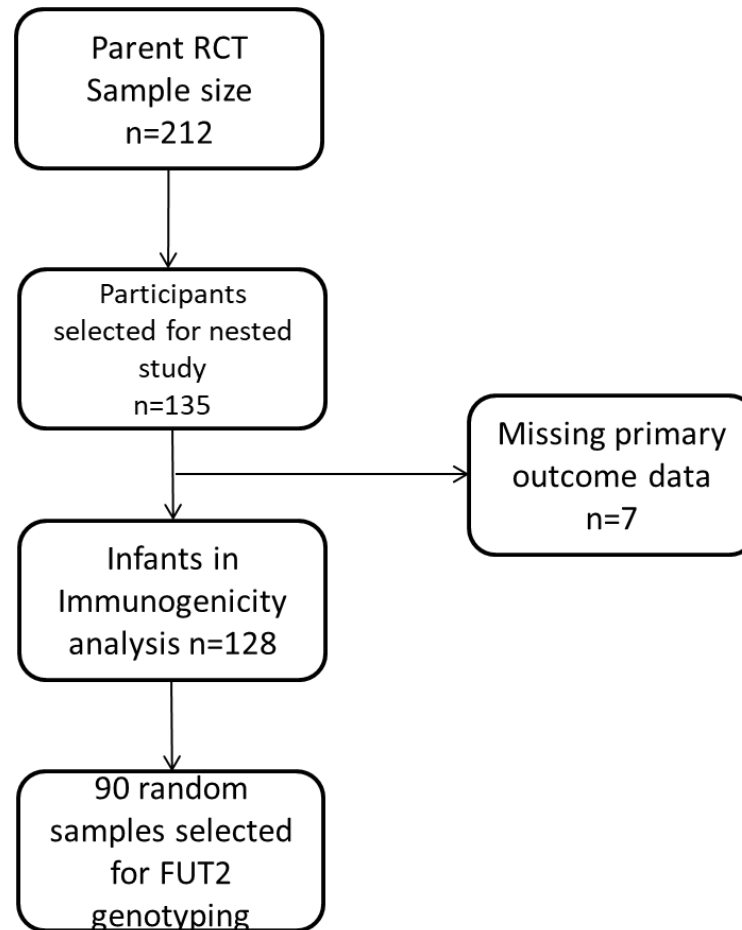 Parent RCT
Sample size
n=212
Participants
selected for nested
study
n=135
Missing primary
outcome data
n=7
Infants in
Immunogenicity
analysis n=128
90 random
samples selected
for FUT2
genotyping